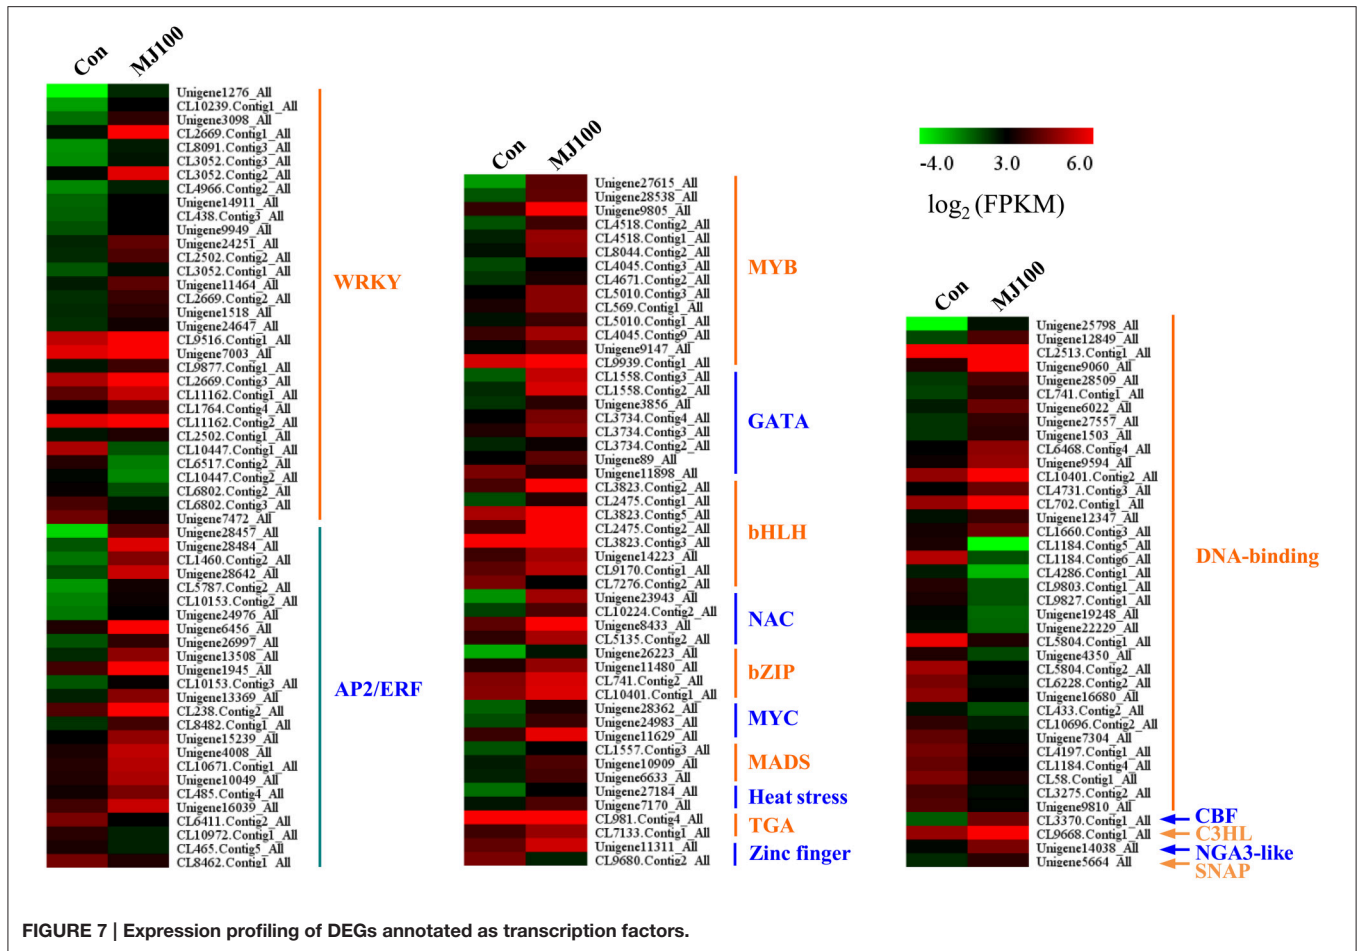 Con MJ100
Unigene1276_All
CL10239.Contig1_All
Unigene3098_All
CL2669.Contig1_All
CL8091.Contig3_All
CL3052.Contig3_All
CL3052.Contig2_All
CL4966.Contig2_All
Unigene14911_All
CL438.Contig3_All
Unigene9949_All
Unigene24251_All
CL2502.Contig2_All
CL3052.Contig1_All
Unigene11464_All
CL2669.Contig2_All
Unigene1518_All
Unigene24647_All
CL9516.Contig1_All
Unigene7003_All
CL9877.Contig1_All
CL2669.Contig3_All
CL11162.Contig1_All
CL1764.Contig4_All
CL11162.Contig2_All
CL2502.Contig1_All
CL10447.Contig1_All
CL6517.Contig2_All
CL10447.Contig2_All
CL6802.Contig2_All
CL6802.Contig3_All
Unigene7472_All
WRKY
Unigene28457_All
Unigene28484_All
CL1460.Contig2_All
Unigene28642_All
CL5787.Contig2_All
CL10153.Contig2_All
Unigene24976_All
Unigene6456_All
Unigene26997_All
Unigene13508_All
Unigene1945_All
CL10153.Contig3_All
Unigene13369_All
CL238.Contig2_All
CL8482.Contig1_All
Unigene15239_All
Unigene4008_All
CL10671.Contig1_All
Unigene10049_All
CL485.Contig4_All
Unigene16039_All
CL6411.Contig2_All
CL10972.Contig1_All
CL465.Contig5_All
CL8462.Contig1_All
AP2/ERF
Con MJ100
Unigene27615_All
Unigene28538_All
Unigene9805_All
CL4518.Contig2_All
CL4518.Contig1_All
CL8044.Contig2_All
CL4045.Contig3_All
CL4671.Contig2_All
CL5010.Contig3_All
CL569.Contig1_All
CL5010.Contig1_All
CL4045.Contig9_All
Unigene9147_All
CL9939.Contig1_All
MYB
CL1558.Contig3_All
CL1558.Contig2_All
Unigene3856_All
CL3734.Contig4_All
CL3734.Contig3_All
CL3734.Contig2_All
Unigene89_All
Unigene11898_All
GATA
CL3823.Contig2_All
CL2475.Contig1_All
CL3823.Contig5_All
CL2475.Contig2_All
CL3823.Contig3_All
Unigene14223_All
CL9170.Contig1_All
CL7276.Contig2_All
bHLH
Unigene23943_All
CL10224.Contig2_All
Unigene8433_All
CL5135.Contig2_All
NAC
Unigene26223_All
Unigene11480_All
CL741.Contig2_All
CL10401.Contig1_All
bZIP
Unigene28362_All
Unigene24983_All
Unigene11629_All
MYC
CL1557.Contig3_All
Unigene10909_All
Unigene6633_All
MADS
Unigene27184_All
Unigene7170_All
Heat stress
CL981.Contig4_All
CL7133.Contig1_All
TGA
Unigene11311_All
CL9680.Contig2_All
Zinc finger
-4.0 3.0 6.0
log2 (FPKM)
Con MJ100
Unigene25798_All
Unigene12849_All
CL2513.Contig1_All
Unigene9060_All
Unigene28509_All
CL741.Contig1_All
Unigene6022_All
Unigene27557_All
Unigene1503_All
CL6468.Contig4_All
Unigene9594_All
CL10401.Contig2_All
CL4731.Contig3_All
CL702.Contig1_All
Unigene12347_All
CL1660.Contig3_All
CL1184.Contig5_All
CL1184.Contig6_All
CL4286.Contig1_All
CL9803.Contig1_All
CL9827.Contig1_All
Unigene19248_All
Unigene22229_All
CL5804.Contig1_All
Unigene4350_All
CL5804.Contig2_All
CL6228.Contig2_All
Unigene16680_All
CL433.Contig2_All
CL10696.Contig2_All
Unigene7304_All
CL4197.Contig1_All
CL1184.Contig4_All
CL58.Contig1_All
CL3275.Contig2_All
Unigene9810_All
DNA-binding
CL3370.Contig1_All CBF
CL9668.Contig1_All C3HL
Unigene14038_All NGA3-like
Unigene5664_All SNAP
FIGURE 7 | Expression profiling of DEGs annotated as transcription factors.